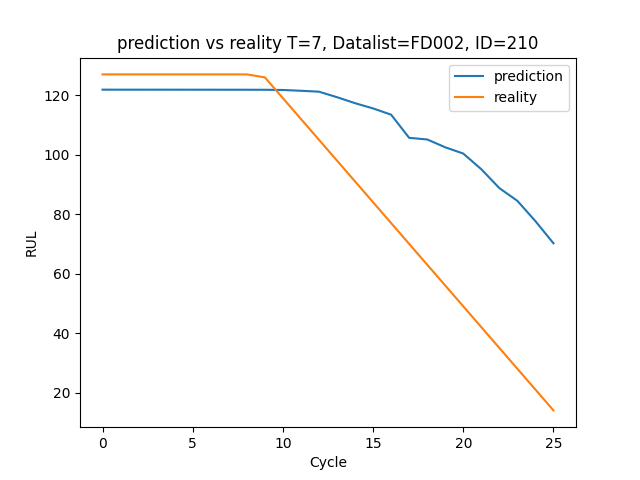 prediction vs reality T=7, Datalist=FD002, ID=210
prediction
reality
120
100
80
60
40
20
RUL
0 5 10 15 20 25
Cycle